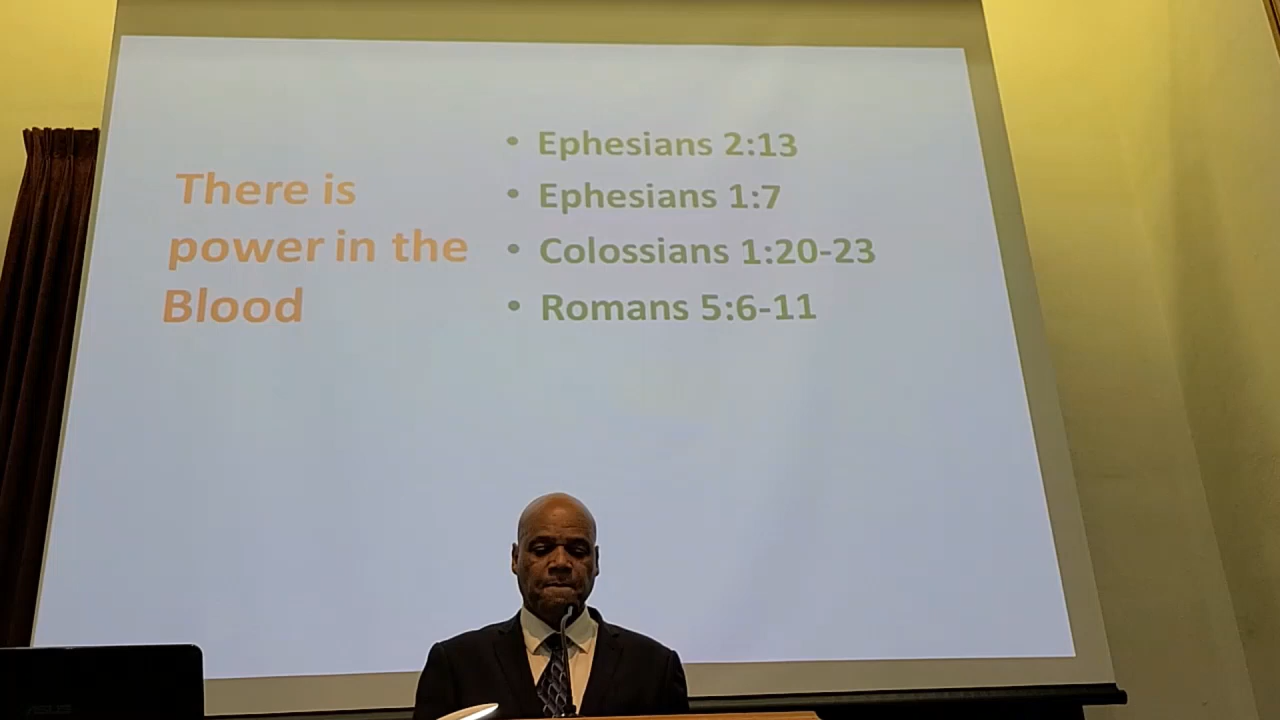 There is
power in the
Blood
• Ephesians 2:13
• Ephesians 1:7
• Colossians 1:20-23
• Romans 5:6-11
ASUS